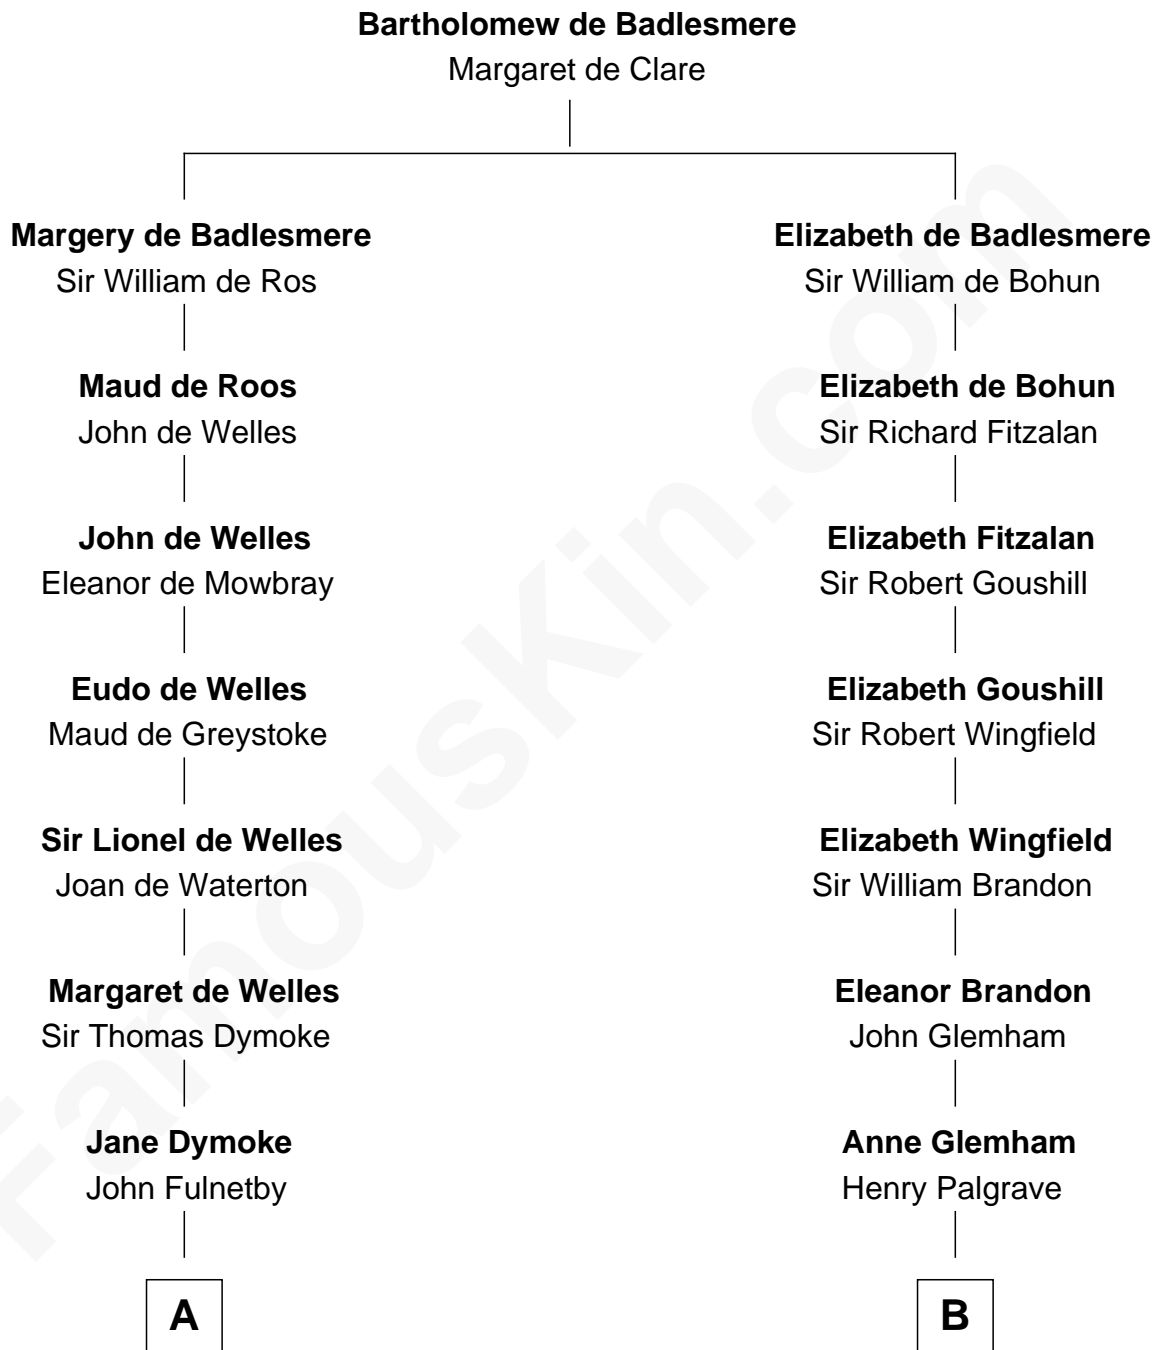 Bartholomew de Badlesmere
Margaret de Clare
Margery de Badlesmere
Sir William de Ros
Elizabeth de Badlesmere
Sir William de Bohun
Maud de Roos
John de Welles
Elizabeth de Bohun
Sir Richard Fitzalan
John de Welles
Eleanor de Mowbray
Elizabeth Fitzalan
Sir Robert Goushill
Eudo de Welles
Maud de Greystoke
Elizabeth Goushill
Sir Robert Wingfield
Sir Lionel de Welles
Joan de Waterton
Elizabeth Wingfield
Sir William Brandon
Margaret de Welles
Sir Thomas Dymoke
Eleanor Brandon
John Glemham
Jane Dymoke
John Fulnetby
Anne Glemham
Henry Palgrave
A
B
FamousKin.com